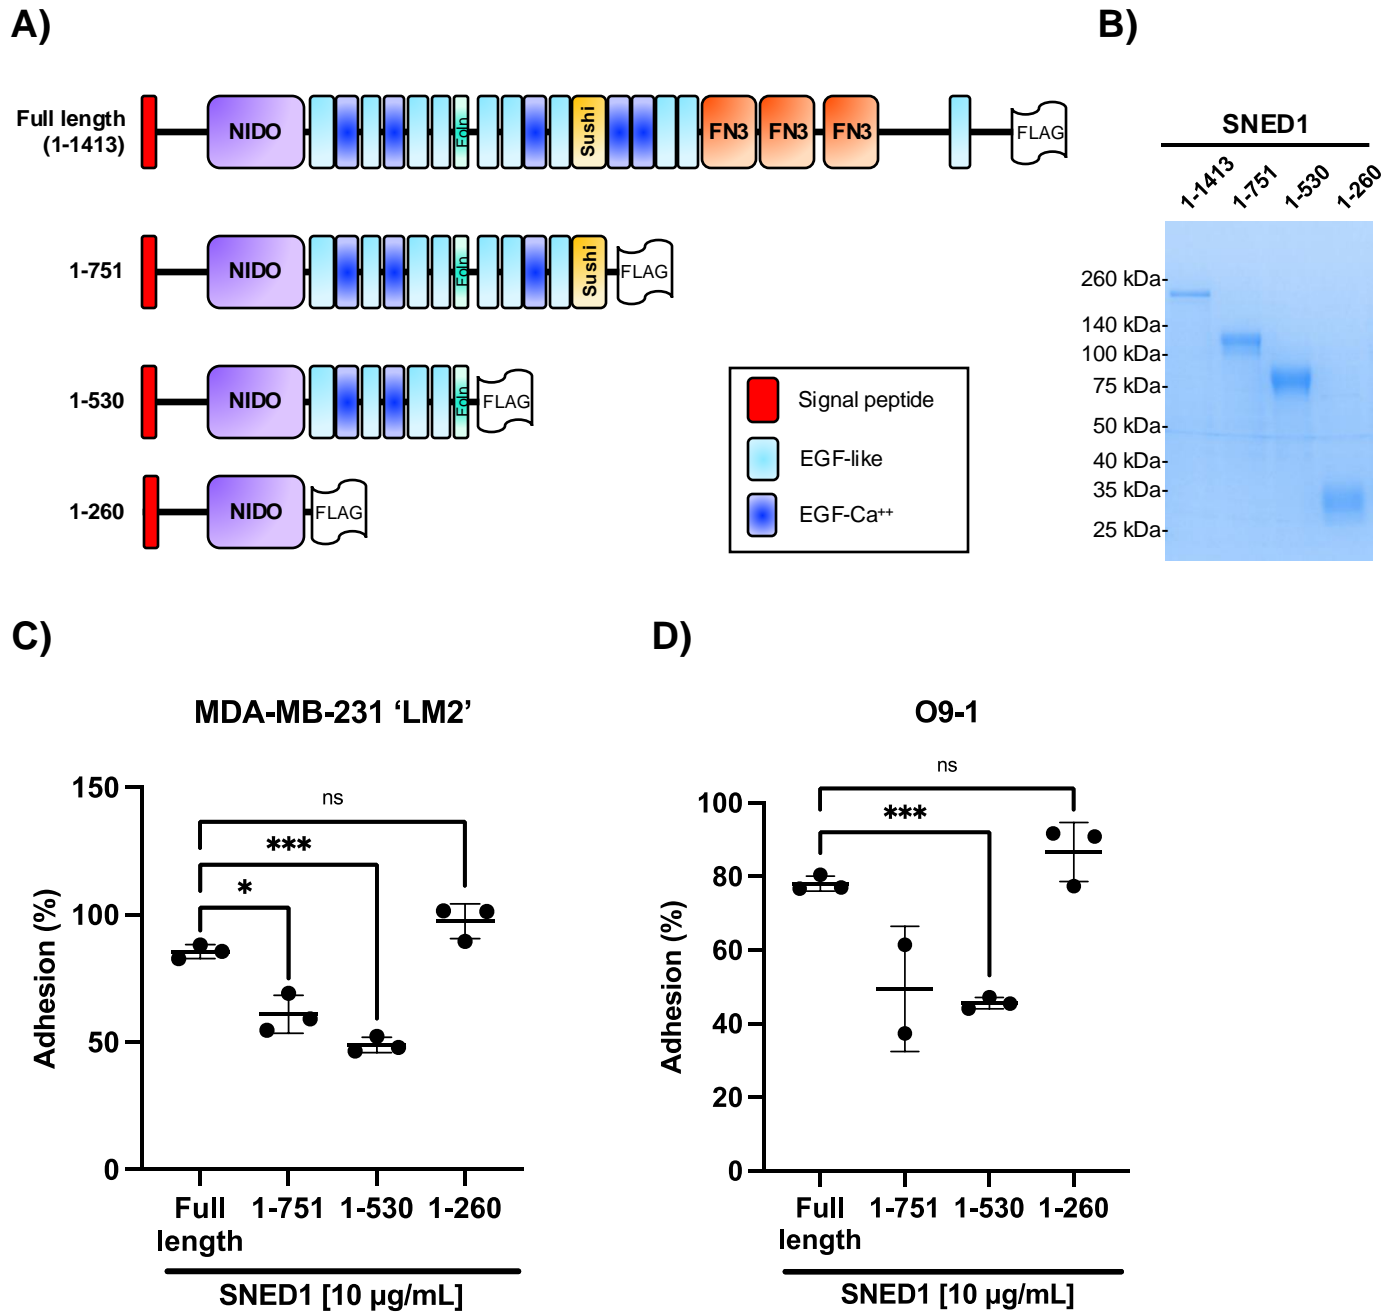 A)
Full length
(1-1413)
NIDO
Foln
Sushi
FN3
FN3
FN3
FLAG
1-751
NIDO
Foln
Sushi
FLAG
1-530
NIDO
Foln
FLAG
1-260
NIDO
FLAG
Signal peptide
EGF-like
EGF-Ca++
B)
SNED1
1-1413
1-751
1-530
1-260
260 kDa-
140 kDa-
100 kDa-
75 kDa-
50 kDa-
40 kDa-
35 kDa-
25 kDa-
C)
MDA-MB-231 ‘LM2’
Adhesion (%)
150
100
50
0
ns
***
*
Full
length
1-751
1-530
1-260
SNED1 [10 µg/mL]
D)
O9-1
Adhesion (%)
100
80
60
40
20
0
ns
***
Full
length
1-751
1-530
1-260
SNED1 [10 µg/mL]